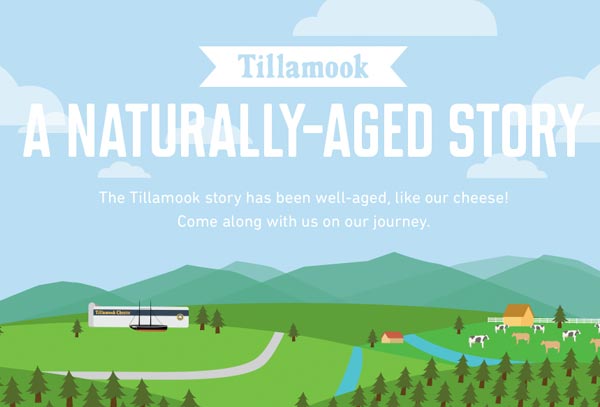 Tillamook
A NATURALLY-AGED STORY
The Tillamook story has been well-aged, like our cheese!
Come along with us on our journey.
Tillamook Cheese